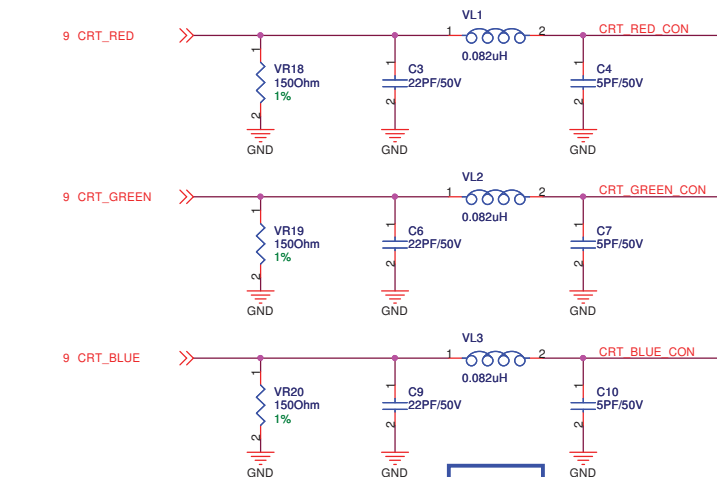 VL1
9 CRT_RED 1 2 CRT_RED_CON
0.082uH
1 VR18 1 C3 1 C4
150Ohm 22PF/50V 5PF/50V
1%
2 2 2
GND GND GND
VL2
9 CRT_GREEN 1 2 CRT_GREEN_CON
0.082uH
1 VR19 1 C6 1 C7
150Ohm 22PF/50V 5PF/50V
1%
2 2 2
GND GND GND
VL3
9 CRT_BLUE 1 2 CRT_BLUE_CON
0.082uH
1 VR20 1 C9 1 C10
150Ohm 22PF/50V 5PF/50V
1%
2 2 2
GND GND GND